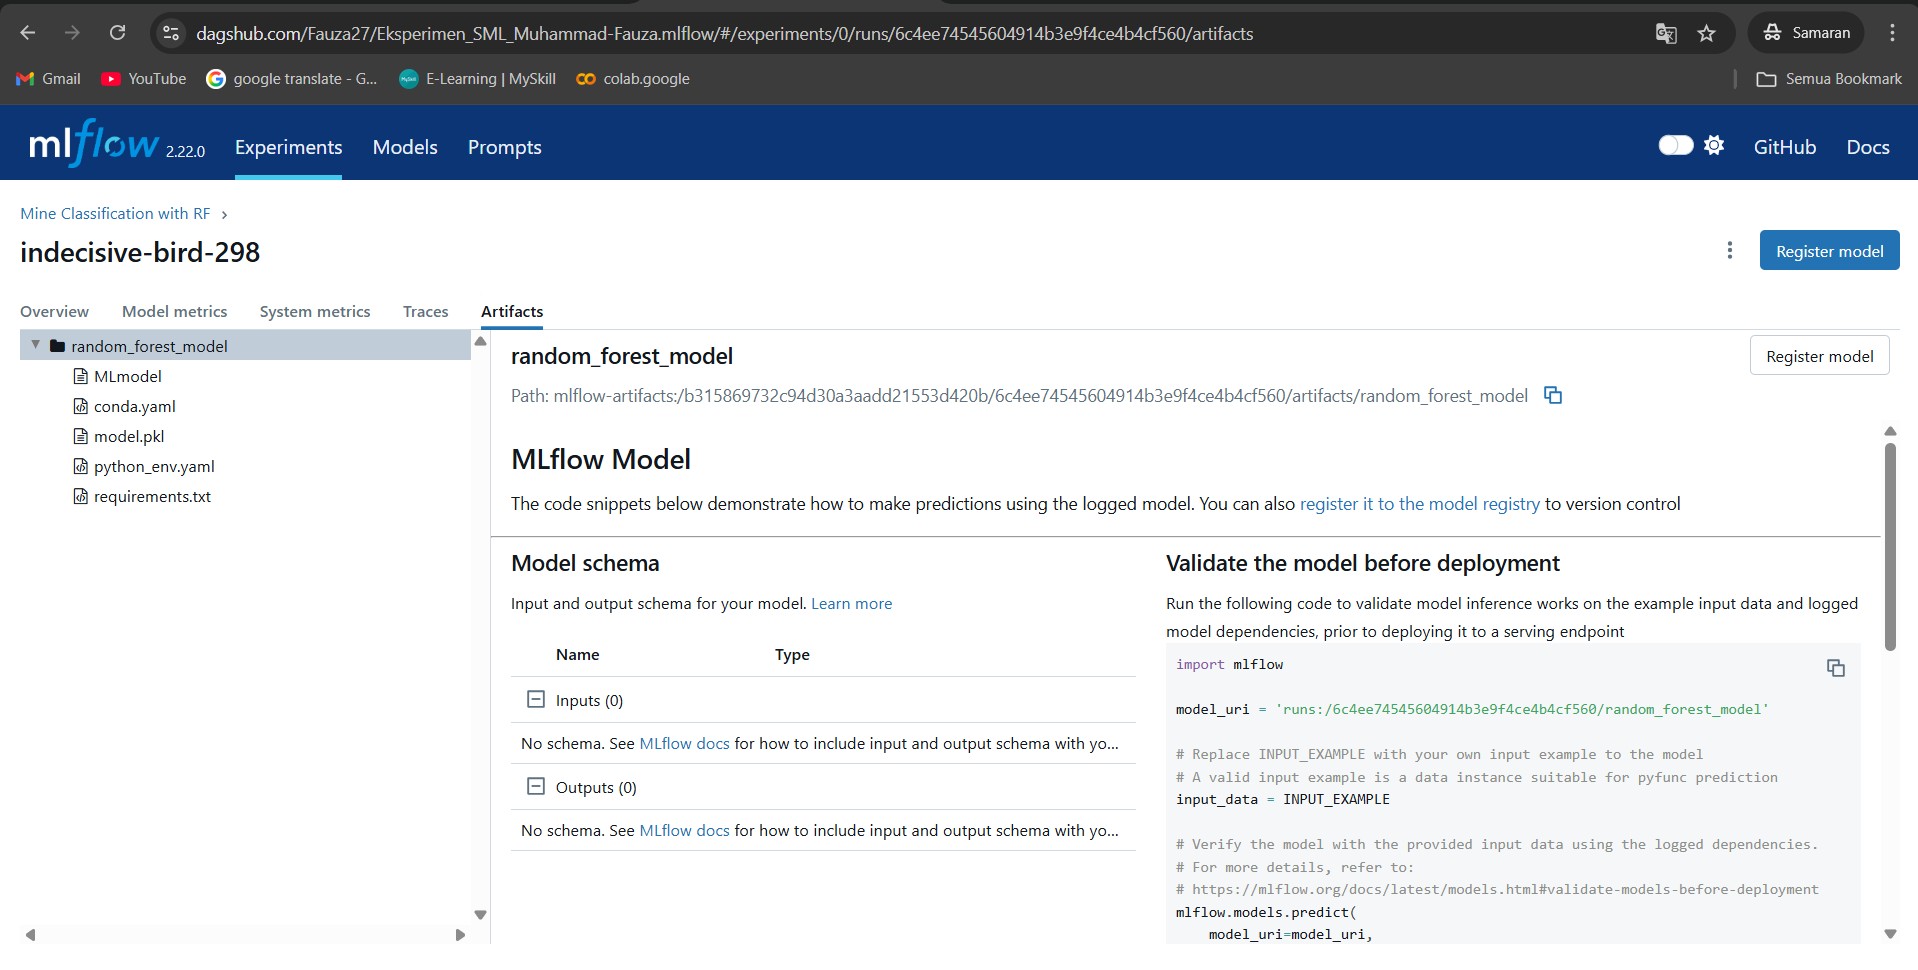 dagshub.com/Fauza27/Eksperimen_SML_Muhammad-Fauza.mlflow/#/experiments/0/runs/6c4ee74545604914b3e9f4ce4b4cf560/artifacts
Samaran
Gmail
YouTube
google translate - G...
E-Learning | MySkill
colab.google
Semua Bookmark
mlflow 2.22.0
Experiments
Models
Prompts
GitHub
Docs
Mine Classification with RF
indecisive-bird-298
Register model
Overview
Model metrics
System metrics
Traces
Artifacts
random_forest_model
MLmodel
conda.yaml
model.pkl
python_env.yaml
requirements.txt
random_forest_model
Register model
Path: mlflow-artifacts:/b315869732c94d30a3aadd21553d420b/6c4ee74545604914b3e9f4ce4b4cf560/artifacts/random_forest_model
MLflow Model
The code snippets below demonstrate how to make predictions using the logged model. You can also register it to the model registry to version control
Model schema
Input and output schema for your model. Learn more
Name Type
Inputs (0)
No schema. See MLflow docs for how to include input and output schema with yo...
Outputs (0)
No schema. See MLflow docs for how to include input and output schema with yo...
Validate the model before deployment
Run the following code to validate model inference works on the example input data and logged
model dependencies, prior to deploying it to a serving endpoint
import mlflow
model_uri = 'runs:/6c4ee74545604914b3e9f4ce4b4cf560/random_forest_model'
# Replace INPUT_EXAMPLE with your own input example to the model
# A valid input example is a data instance suitable for pyfunc prediction
input_data = INPUT_EXAMPLE
# Verify the model with the provided input data using the logged dependencies.
# For more details, refer to:
# https://mlflow.org/docs/latest/models.html#validate-models-before-deployment
mlflow.models.predict(
model_uri=model_uri,